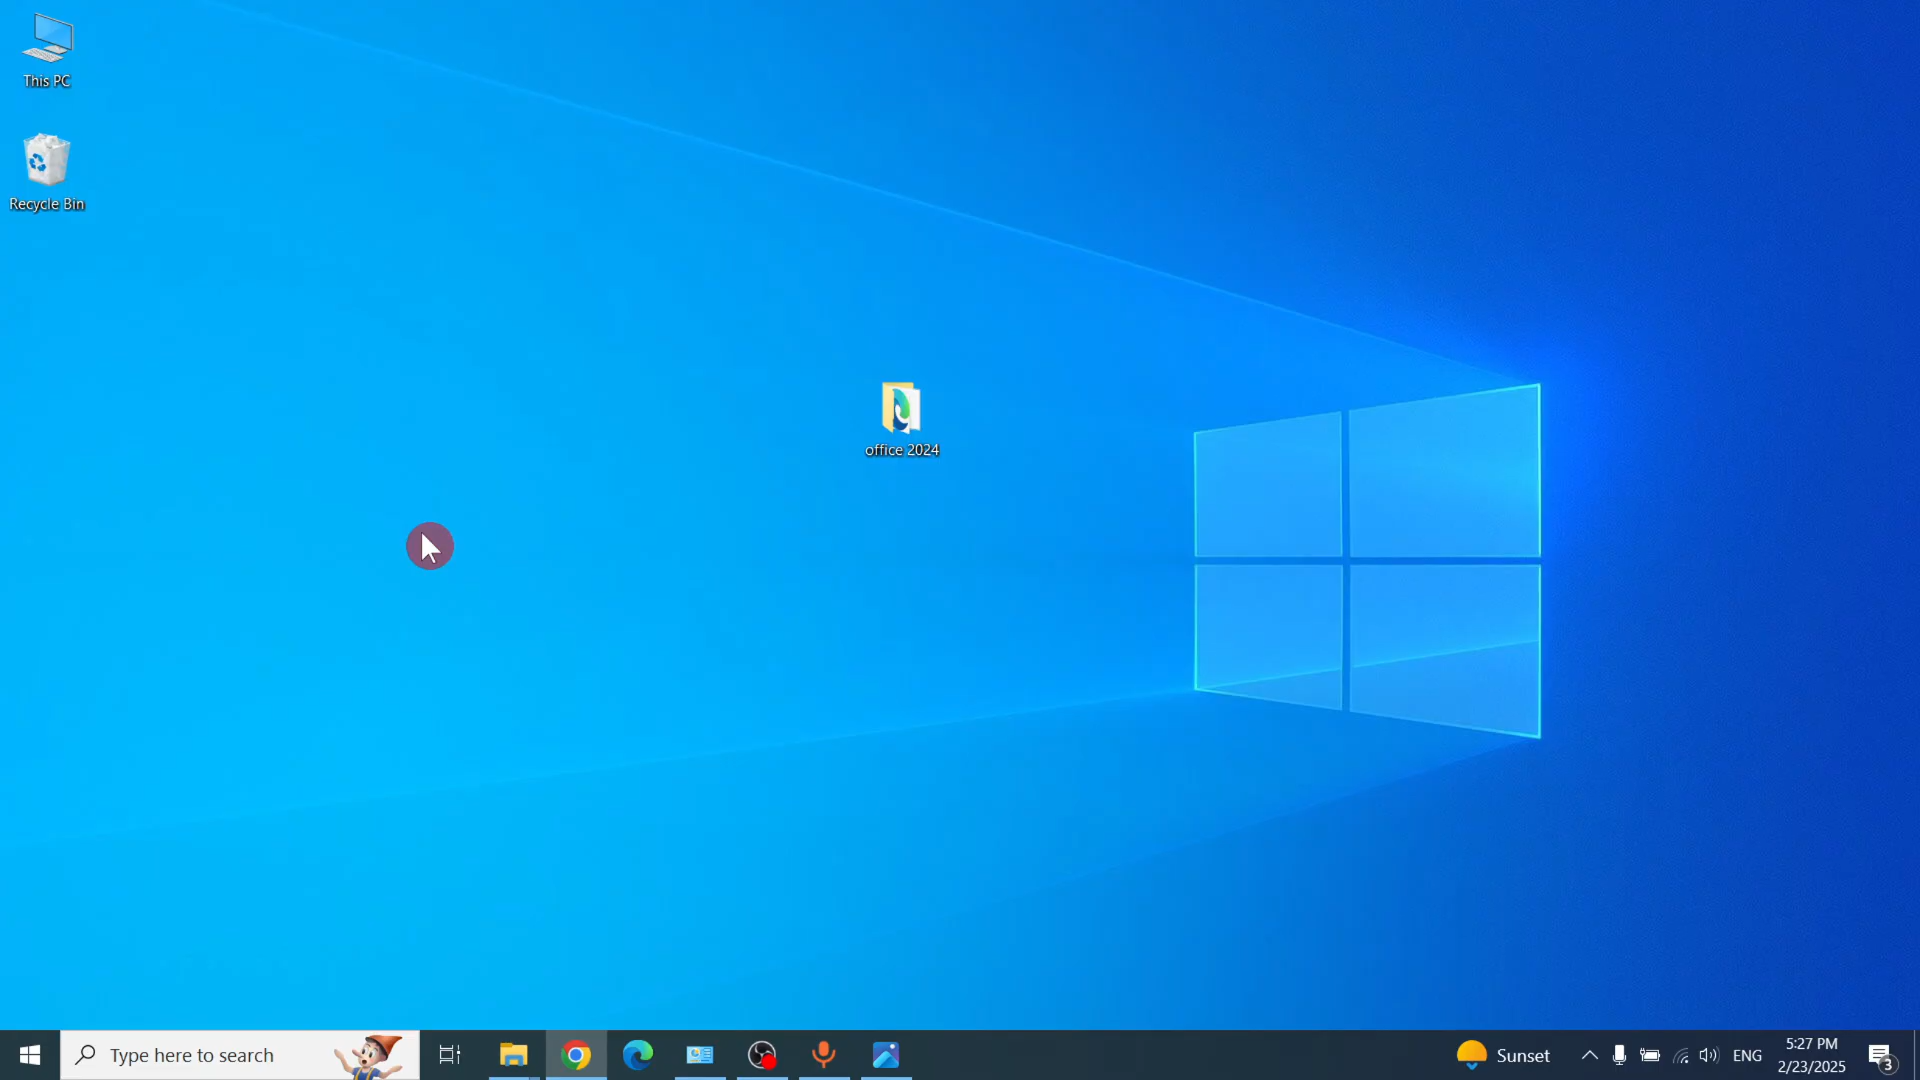 This PC
Recycle Bin
office 2024
Type here to search
Sunset
ENG
5:27 PM
2/23/2025
3